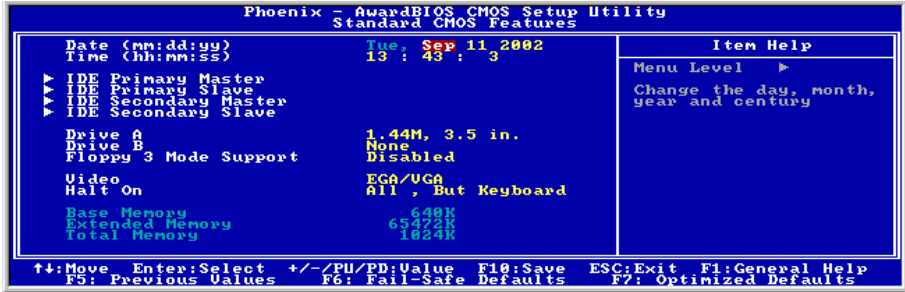 Phoenix - AwardBIOS CMOS Setup Utility
Standard CMOS Features
Date (mm:dd:yy) Tue, Sep 11 2002
Time (hh:mm:ss) 13 : 43 : 3
► IDE Primary Master
► IDE Primary Slave
► IDE Secondary Master
► IDE Secondary Slave
Drive A 1.44M, 3.5 in.
Drive B None
Floppy 3 Mode Support Disabled
Video EGA/VGA
Halt On All , But Keyboard
Base Memory 640K
Extended Memory 65472K
Total Memory 1024K
Item Help
Menu Level ►
Change the day, month,
year and century
↑↓:Move Enter:Select +/-/PU/PD:Value F10:Save ESC:Exit F1:General Help
F5: Previous Values F6: Fail-Safe Defaults F7: Optimized Defaults